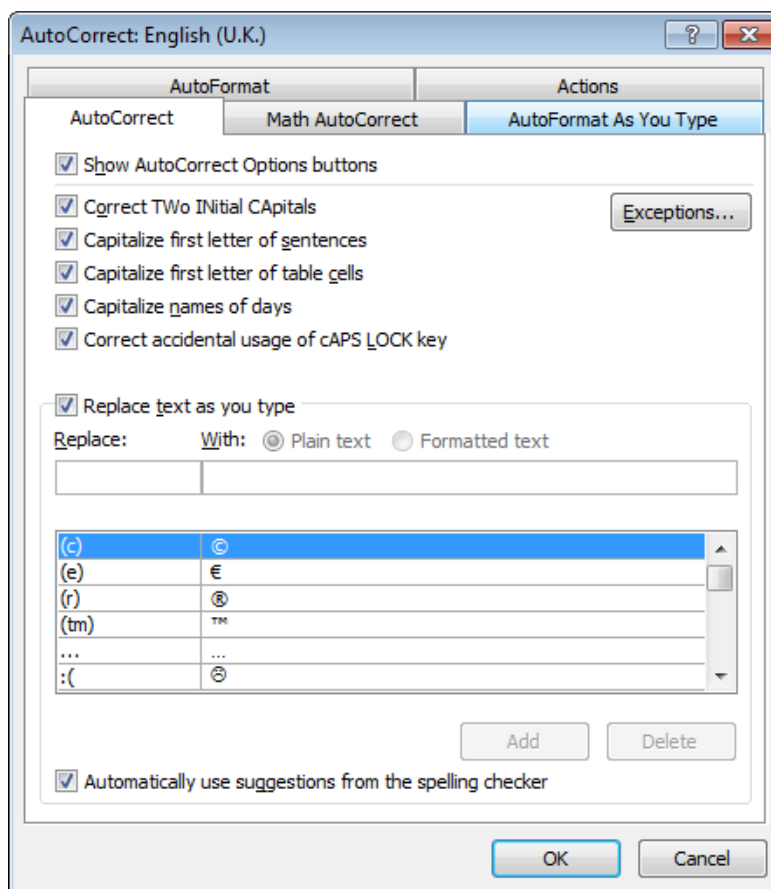 AutoCorrect: English (U.K.)
AutoFormat Actions
AutoCorrect Math AutoCorrect AutoFormat As You Type
Show AutoCorrect Options buttons
Correct TWo INitial CApitals Exceptions...
Capitalize first letter of sentences
Capitalize first letter of table cells
Capitalize names of days
Correct accidental usage of cAPS LOCK key
Replace text as you type
Replace: With: Plain text Formatted text
(c) ©
(e) €
(r) ®
(tm) ™
... …
:( ☹
Add Delete
Automatically use suggestions from the spelling checker
OK Cancel